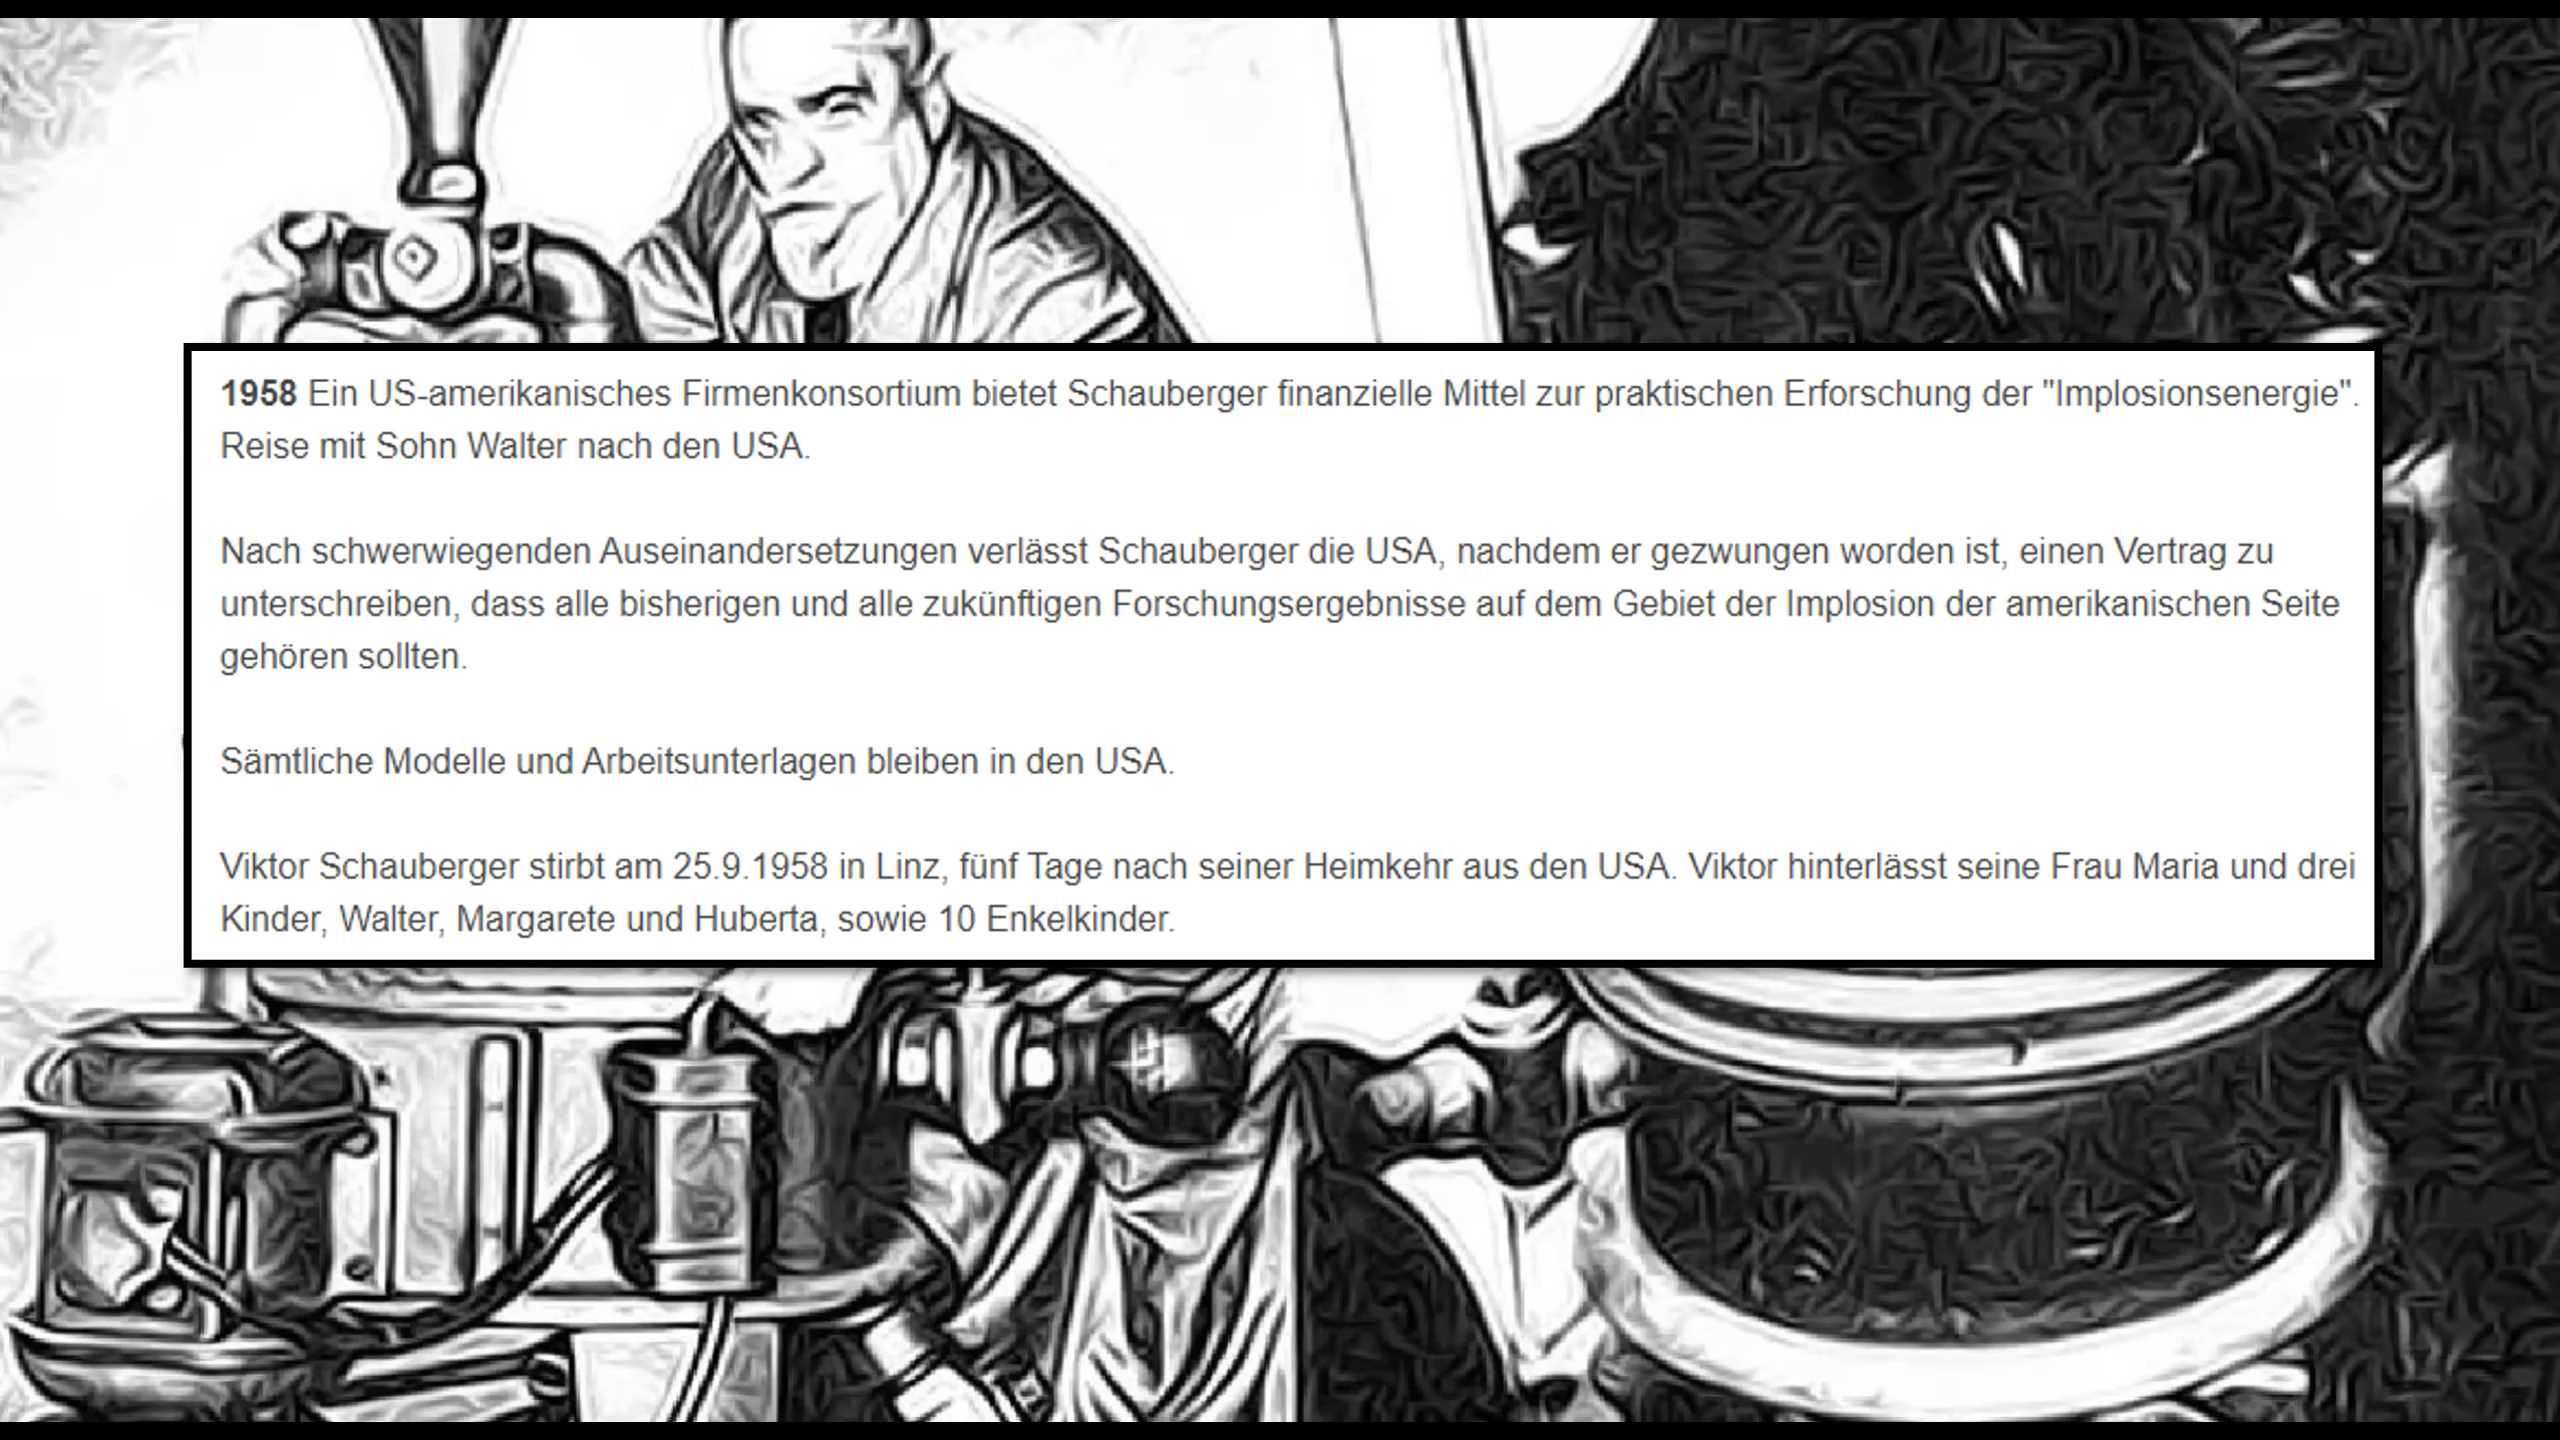 1958 Ein US-amerikanisches Firmenkonsortium bietet Schauberger finanzielle Mittel zur praktischen Erforschung der "Implosionsenergie".
Reise mit Sohn Walter nach den USA.
Nach schwerwiegenden Auseinandersetzungen verlässt Schauberger die USA, nachdem er gezwungen worden ist, einen Vertrag zu
unterschreiben, dass alle bisherigen und alle zukünftigen Forschungsergebnisse auf dem Gebiet der Implosion der amerikanischen Seite
gehören sollten.
Sämtliche Modelle und Arbeitsunterlagen bleiben in den USA.
Viktor Schauberger stirbt am 25.9.1958 in Linz, fünf Tage nach seiner Heimkehr aus den USA. Viktor hinterlässt seine Frau Maria und drei
Kinder, Walter, Margarete und Huberta, sowie 10 Enkelkinder.